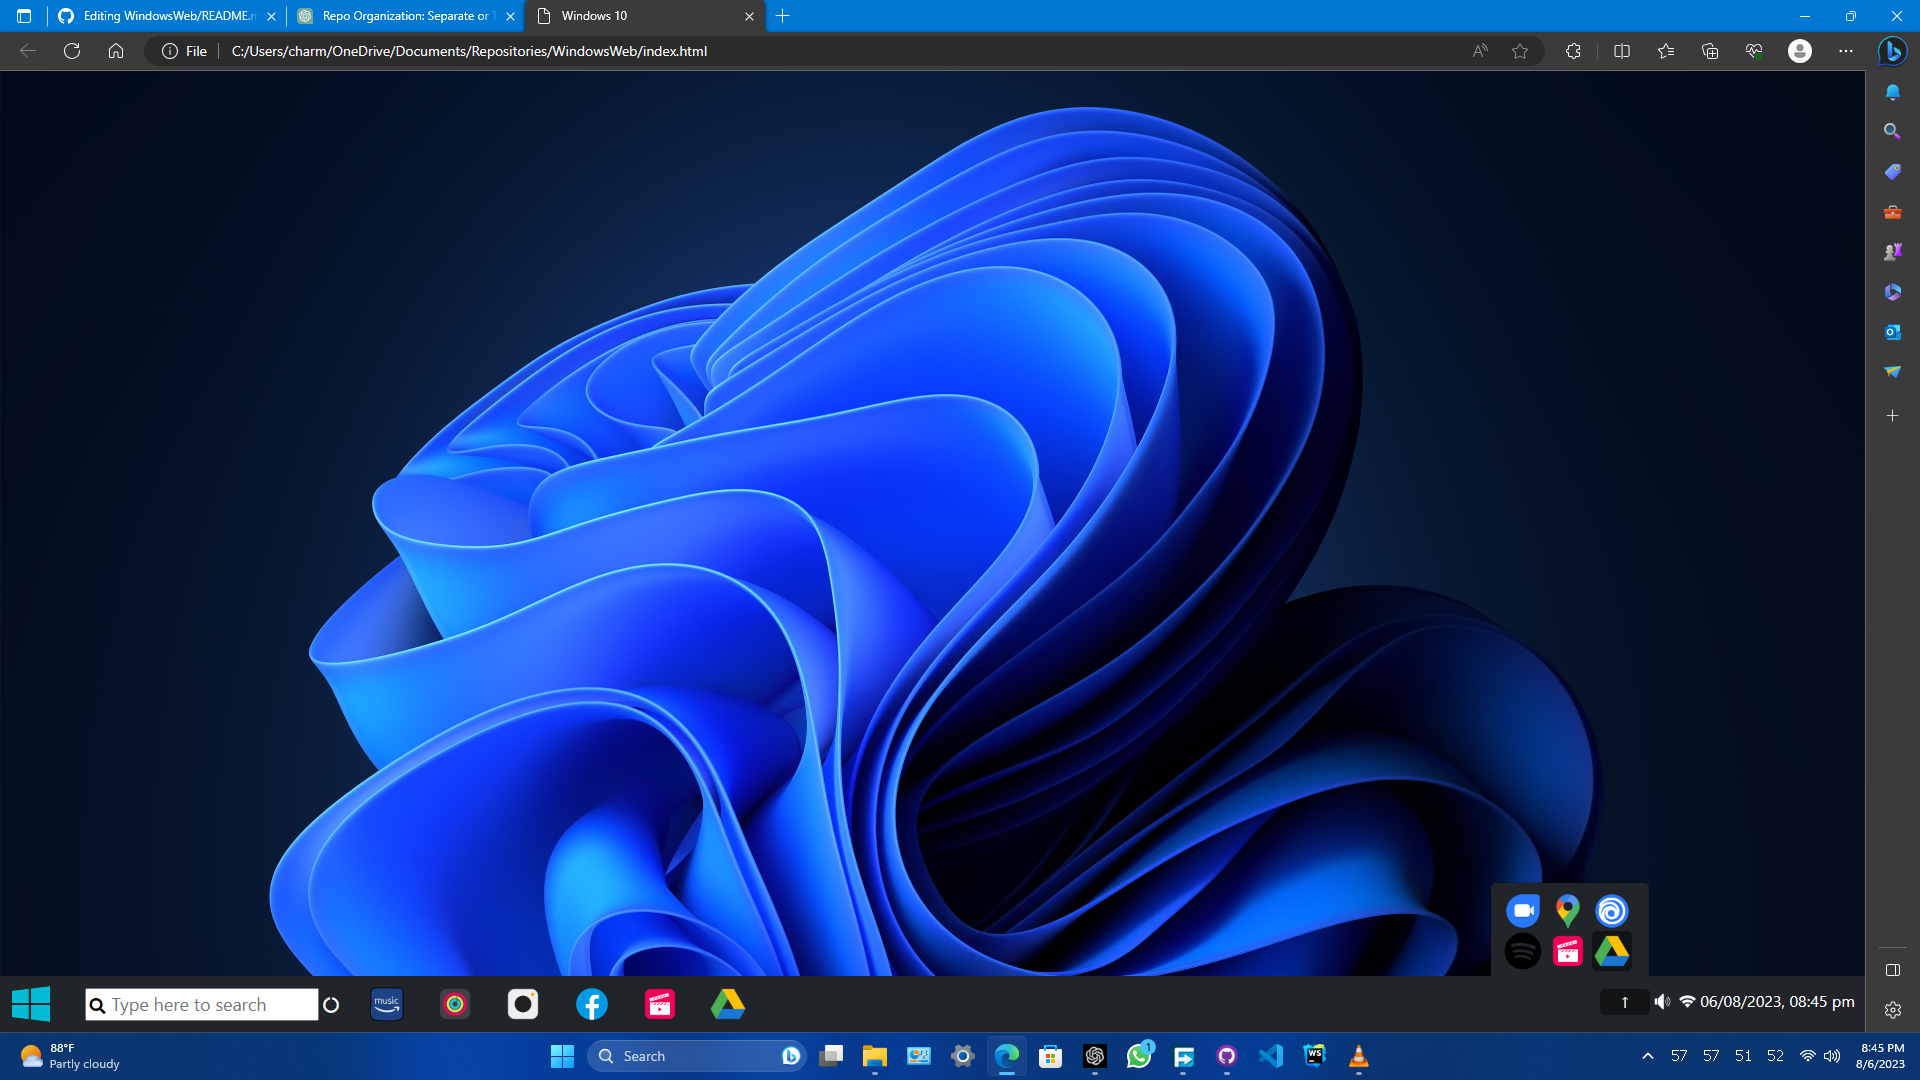 Editing WindowsWeb/README.m
Repo Organization: Separate or T
Windows 10
File
C:/Users/charm/OneDrive/Documents/Repositories/WindowsWeb/index.html
Type here to search
music
06/08/2023, 08:45 pm
88°F
Partly cloudy
Search
1
WS
57 57 51 52
8:45 PM
8/6/2023